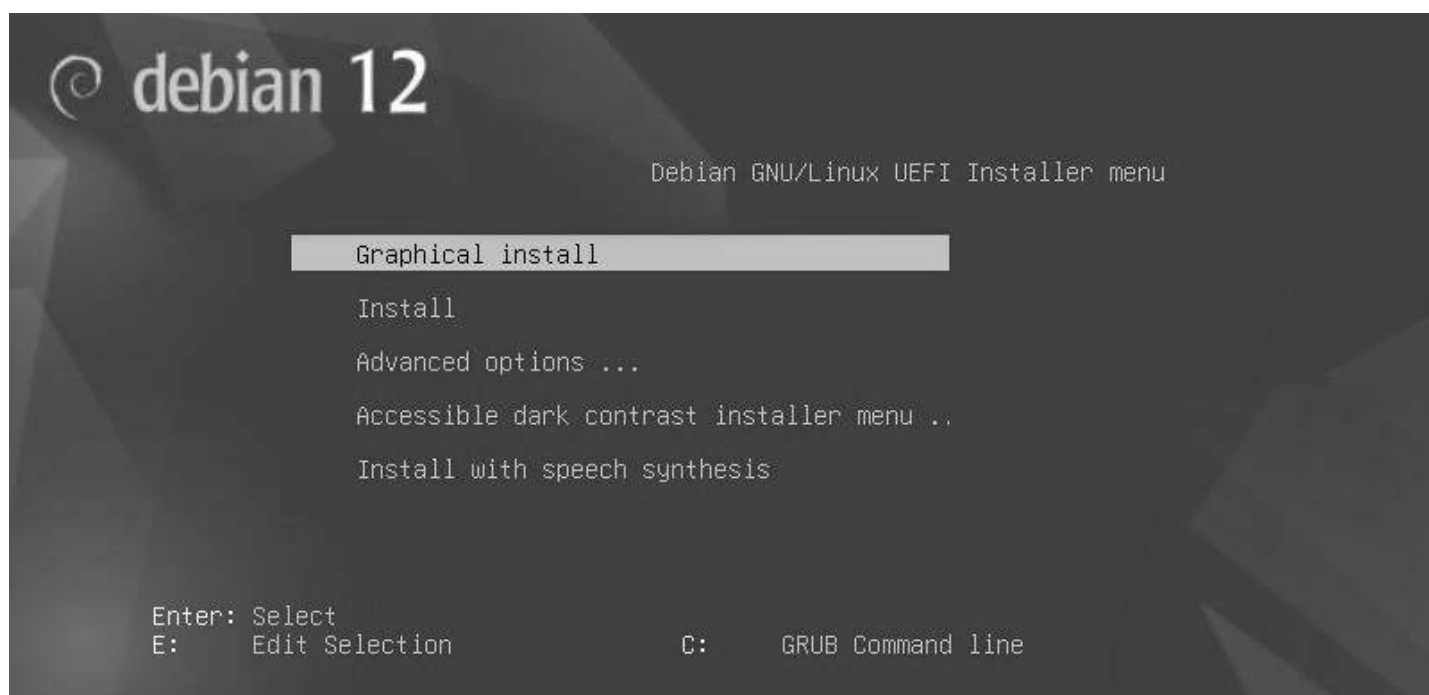 debian 12
Debian GNU/Linux UEFI Installer menu
Graphical install
Install
Advanced options ...
Accessible dark contrast installer menu ..
Install with speech synthesis
Enter: Select
E: Edit Selection C: GRUB Command line